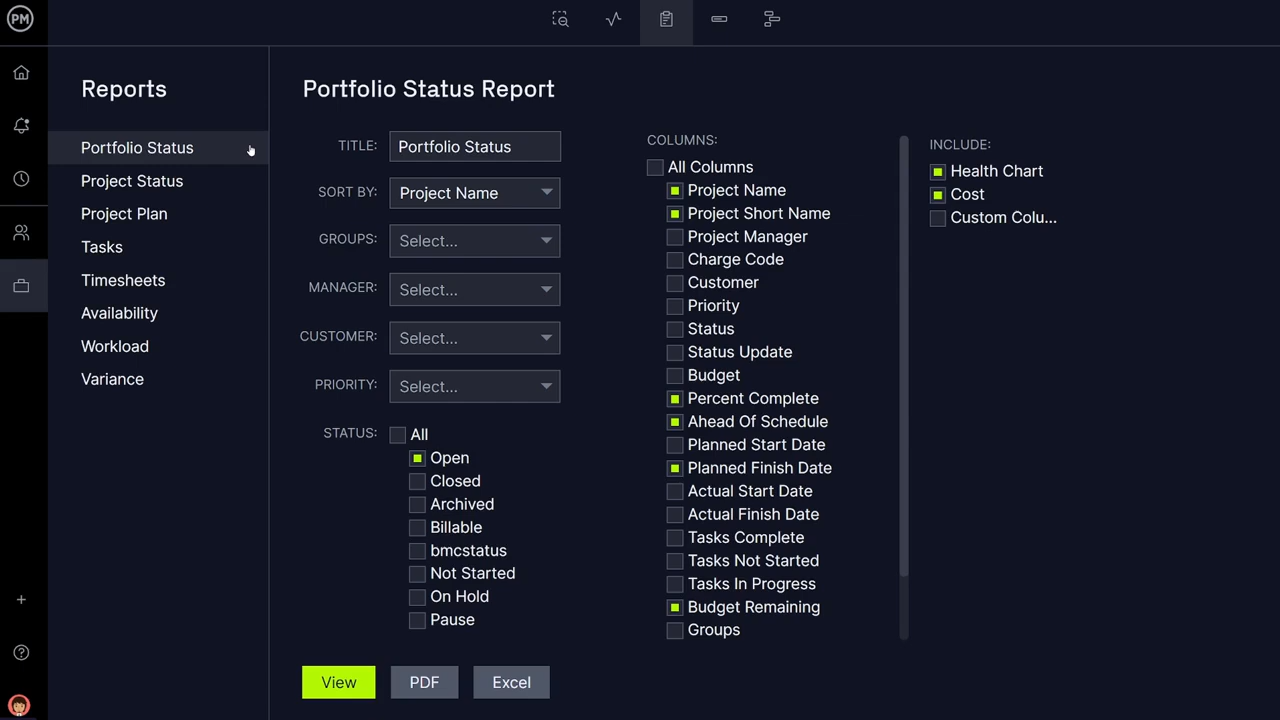 PM
Reports
Portfolio Status
Project Status
Project Plan
Tasks
Timesheets
Availability
Workload
Variance
Portfolio Status Report
TITLE: Portfolio Status
SORT BY: Project Name
GROUPS: Select...
MANAGER: Select...
CUSTOMER: Select...
PRIORITY: Select...
STATUS: All
Open
Closed
Archived
Billable
bmcstatus
Not Started
On Hold
Pause
COLUMNS:
All Columns
Project Name
Project Short Name
Project Manager
Charge Code
Customer
Priority
Status
Status Update
Budget
Percent Complete
Ahead Of Schedule
Planned Start Date
Planned Finish Date
Actual Start Date
Actual Finish Date
Tasks Complete
Tasks Not Started
Tasks In Progress
Budget Remaining
Groups
INCLUDE:
Health Chart
Cost
Custom Colu...
View PDF Excel